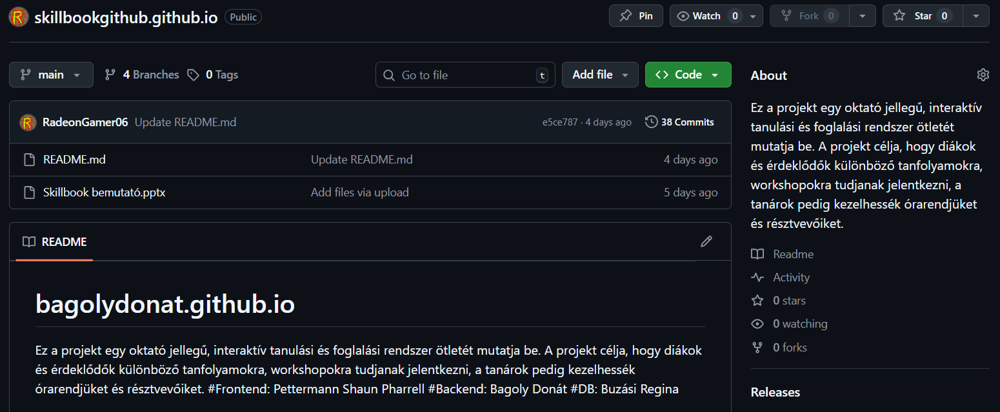 skillbookgithub.github.io Public Pin Watch 0 Fork 0 Star 0
main 4 Branches 0 Tags Go to file t Add file Code
RadeonGamer06 Update README.md e5ce787 · 4 days ago 38 Commits
README.md Update README.md 4 days ago
Skillbook bemutató.pptx Add files via upload 5 days ago
README
bagolydonat.github.io
Ez a projekt egy oktató jellegű, interaktív tanulási és foglalási rendszer ötletét mutatja be. A projekt célja, hogy diákok
és érdeklődők különböző tanfolyamokra, workshopokra tudjanak jelentkezni, a tanárok pedig kezelhessék
órarendjüket és résztvevőiket. #Frontend: Pettermann Shaun Pharrell #Backend: Bagoly Donát #DB: Buzási Regina
About
Ez a projekt egy oktató jellegű, interaktív
tanulási és foglalási rendszer ötletét
mutatja be. A projekt célja, hogy diákok
és érdeklődők különböző tanfolyamokra,
workshopokra tudjanak jelentkezni, a
tanárok pedig kezelhessék órarendjüket
és résztvevőiket.
Readme
Activity
0 stars
0 watching
0 forks
Releases